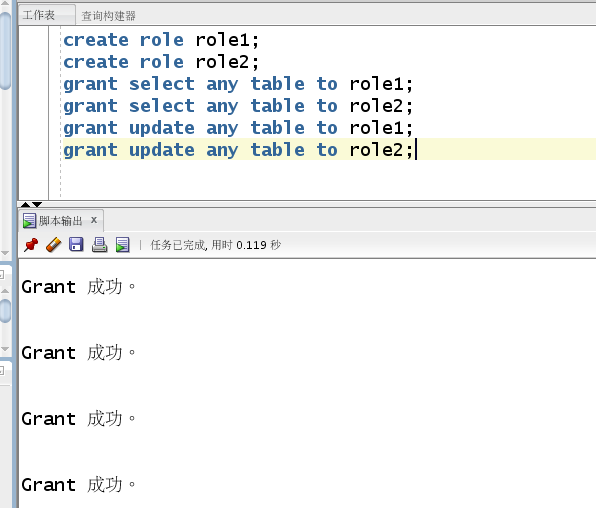 工作表 查询构建器
create role role1;
create role role2;
grant select any table to role1;
grant select any table to role2;
grant update any table to role1;
grant update any table to role2;
脚本输出 x
任务已完成, 用时 0.119 秒
Grant 成功。
Grant 成功。
Grant 成功。
Grant 成功。